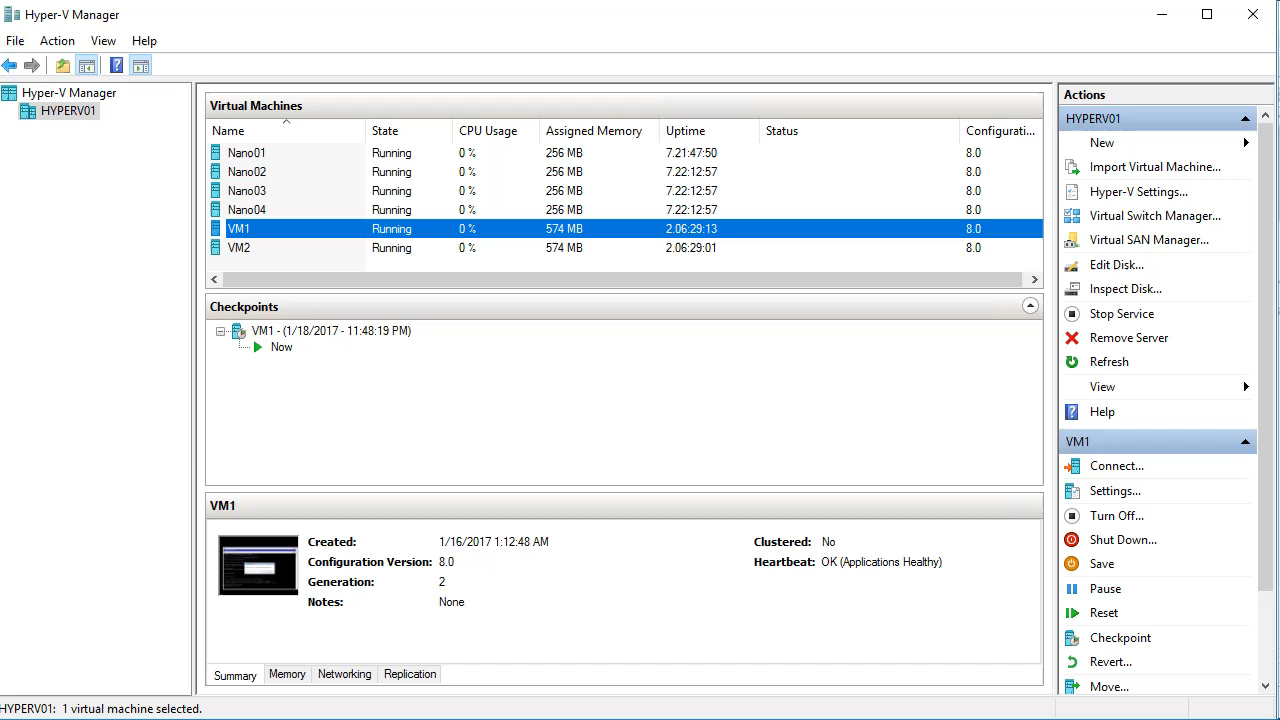 Hyper-V Manager
File Action View Help
Hyper-V Manager
HYPERV01
Virtual Machines
Name State CPU Usage Assigned Memory Uptime Status Configurati...
Nano01 Running 0 % 256 MB 7.21:47:50 8.0
Nano02 Running 0 % 256 MB 7.22:12:57 8.0
Nano03 Running 0 % 256 MB 7.22:12:57 8.0
Nano04 Running 0 % 256 MB 7.22:12:57 8.0
VM1 Running 0 % 574 MB 2.06:29:13 8.0
VM2 Running 0 % 574 MB 2.06:29:01 8.0
Checkpoints
VM1 - (1/18/2017 - 11:48:19 PM)
Now
VM1
Created: 1/16/2017 1:12:48 AM Clustered: No
Configuration Version: 8.0 Heartbeat: OK (Applications Healthy)
Generation: 2
Notes: None
Summary Memory Networking Replication
Actions
HYPERV01
New
Import Virtual Machine...
Hyper-V Settings...
Virtual Switch Manager...
Virtual SAN Manager...
Edit Disk...
Inspect Disk...
Stop Service
Remove Server
Refresh
View
Help
VM1
Connect...
Settings...
Turn Off...
Shut Down...
Save
Pause
Reset
Checkpoint
Revert...
Move...
HYPERV01: 1 virtual machine selected.